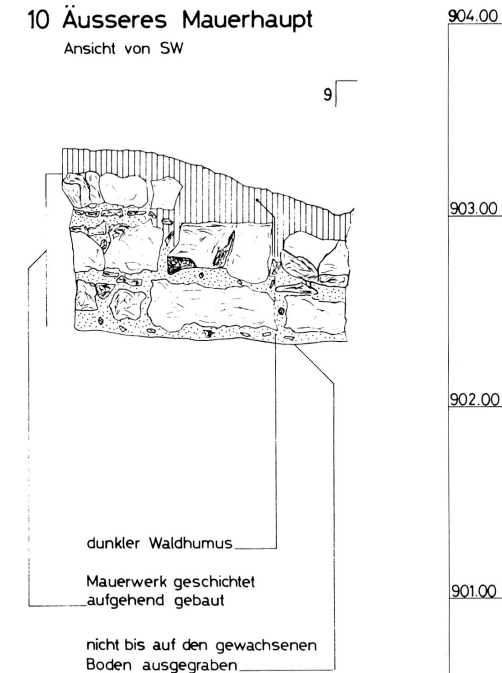 10 Äusseres Mauerhaupt
Ansicht von SW
904.00
9
903.00
902.00
dunkler Waldhumus
Mauerwerk geschichtet
aufgehend gebaut
901.00
nicht bis auf den gewachsenen
Boden ausgegraben